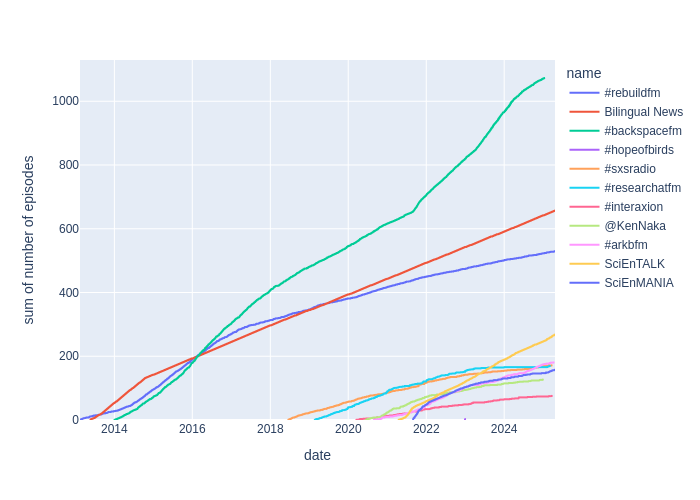 name
#rebuildfm
Bilingual News
#backspacefm
#hopeofbirds
#sxsradio
#researchatfm
#interaxion
@KenNaka
#arkbfm
SciEnTALK
SciEnMANIA
sum of number of episodes
1000
800
600
400
200
0
2014 2016 2018 2020 2022 2024
date